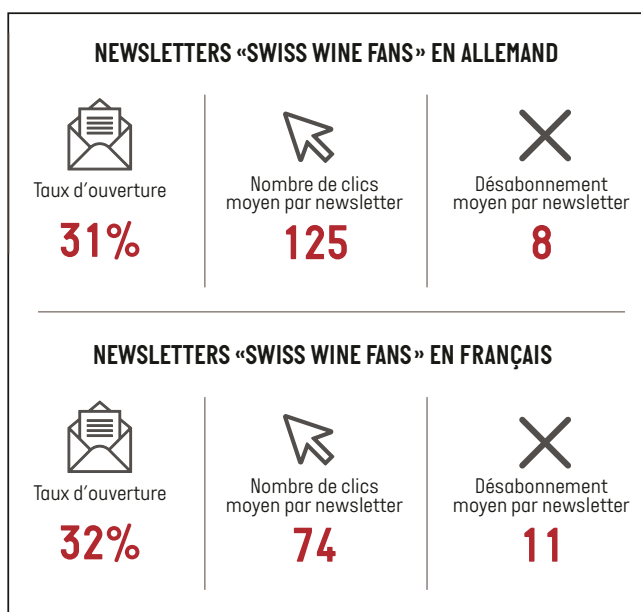 NEWSLETTERS «SWISS WINE FANS» EN ALLEMAND
Taux d'ouverture
31%
Nombre de clics
moyen par newsletter
125
Désabonnement
moyen par newsletter
8
NEWSLETTERS «SWISS WINE FANS» EN FRANÇAIS
Taux d'ouverture
32%
Nombre de clics
moyen par newsletter
74
Désabonnement
moyen par newsletter
11